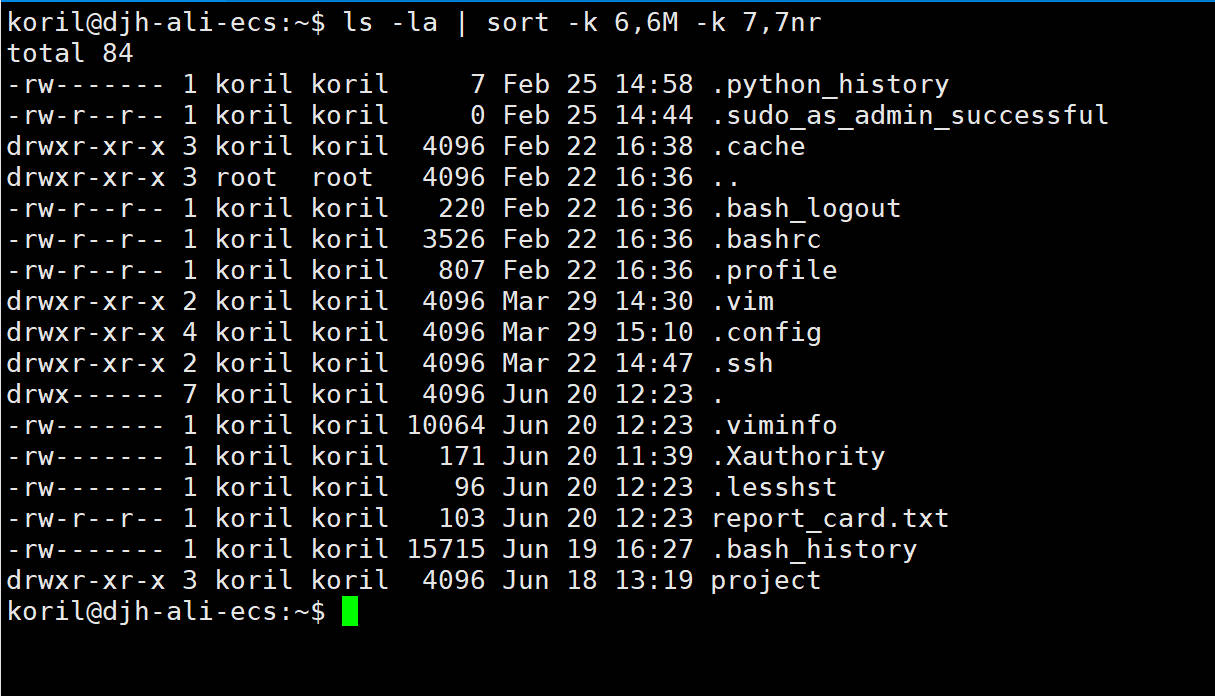 koril@djh-ali-ecs:~$ ls -la | sort -k 6,6M -k 7,7nr
total 84
-rw------- 1 koril koril     7 Feb 25 14:58 .python_history
-rw-r--r-- 1 koril koril     0 Feb 25 14:44 .sudo_as_admin_successful
drwxr-xr-x 3 koril koril  4096 Feb 22 16:38 .cache
drwxr-xr-x 3 root  root   4096 Feb 22 16:36 ..
-rw-r--r-- 1 koril koril   220 Feb 22 16:36 .bash_logout
-rw-r--r-- 1 koril koril  3526 Feb 22 16:36 .bashrc
-rw-r--r-- 1 koril koril   807 Feb 22 16:36 .profile
drwxr-xr-x 2 koril koril  4096 Mar 29 14:30 .vim
drwxr-xr-x 4 koril koril  4096 Mar 29 15:10 .config
drwxr-xr-x 2 koril koril  4096 Mar 22 14:47 .ssh
drwx------ 7 koril koril  4096 Jun 20 12:23 .
-rw------- 1 koril koril 10064 Jun 20 12:23 .viminfo
-rw------- 1 koril koril   171 Jun 20 11:39 .Xauthority
-rw------- 1 koril koril    96 Jun 20 12:23 .lesshst
-rw-r--r-- 1 koril koril   103 Jun 20 12:23 report_card.txt
-rw------- 1 koril koril 15715 Jun 19 16:27 .bash_history
drwxr-xr-x 3 koril koril  4096 Jun 18 13:19 project
koril@djh-ali-ecs:~$